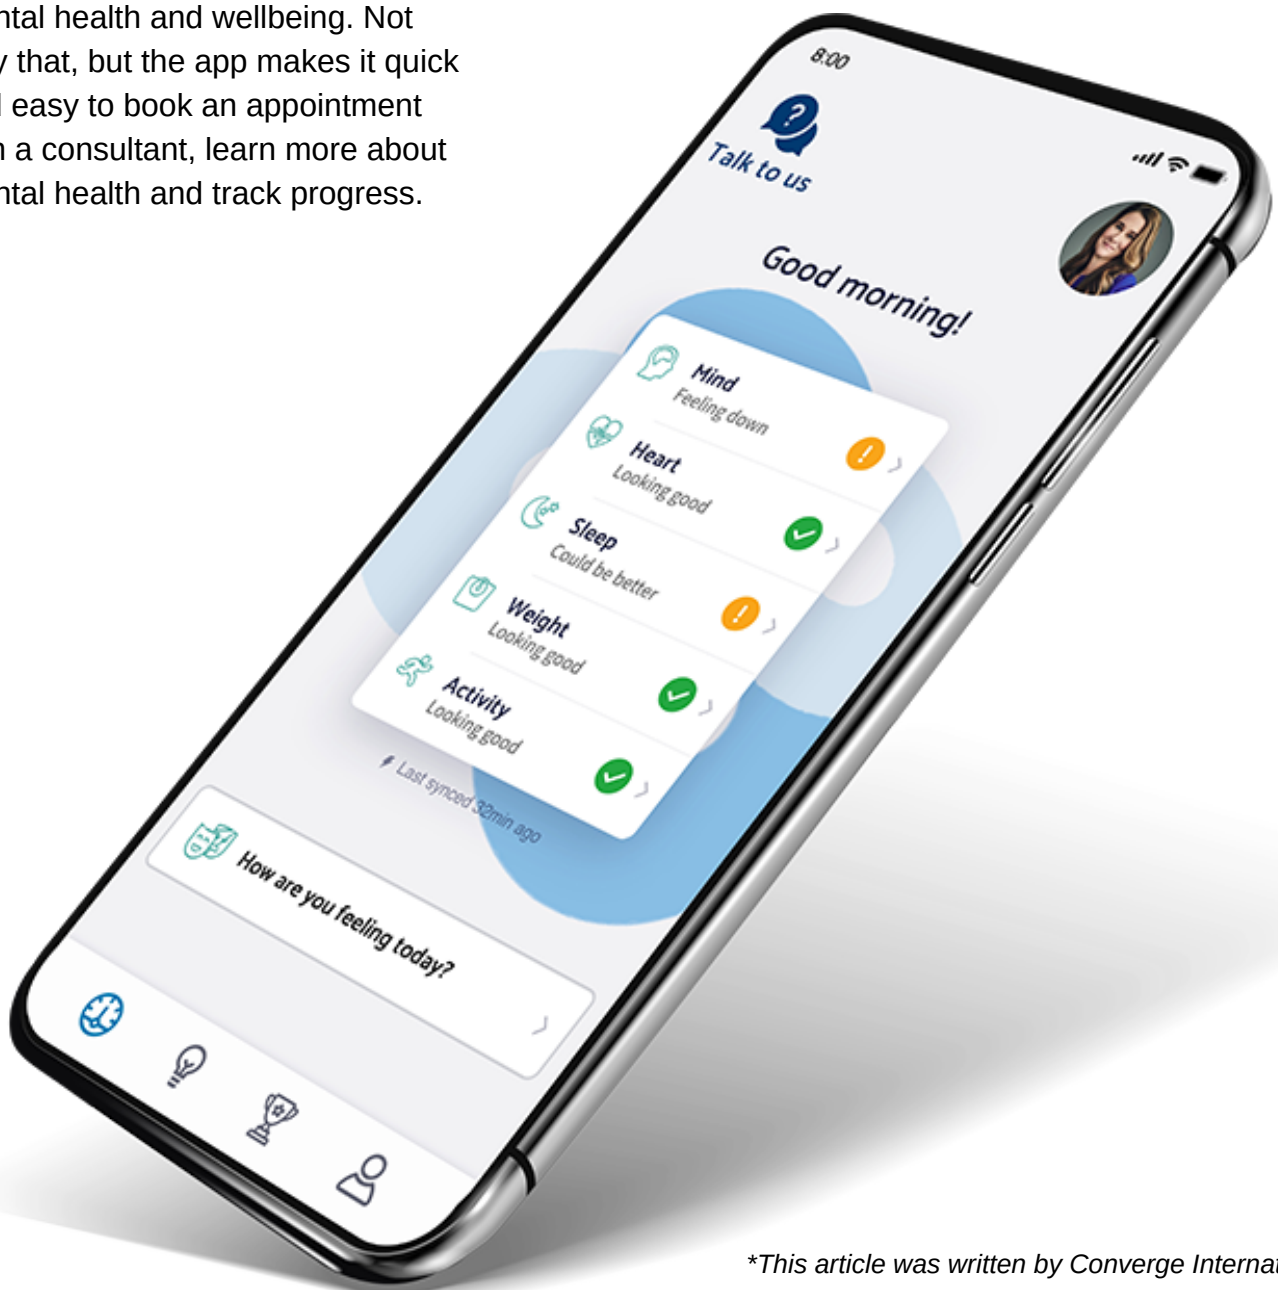 ntal health and wellbeing. Not
y that, but the app makes it quick
easy to book an appointment
a consultant, learn more about
ntal health and track progress.
8:00
Talk to us
Good morning!
Mind
Feeling down
Heart
Looking good
Sleep
Could be better
Weight
Looking good
Activity
Looking good
Last synced 32min ago
How are you feeling today?
*This article was written by Converge Internat